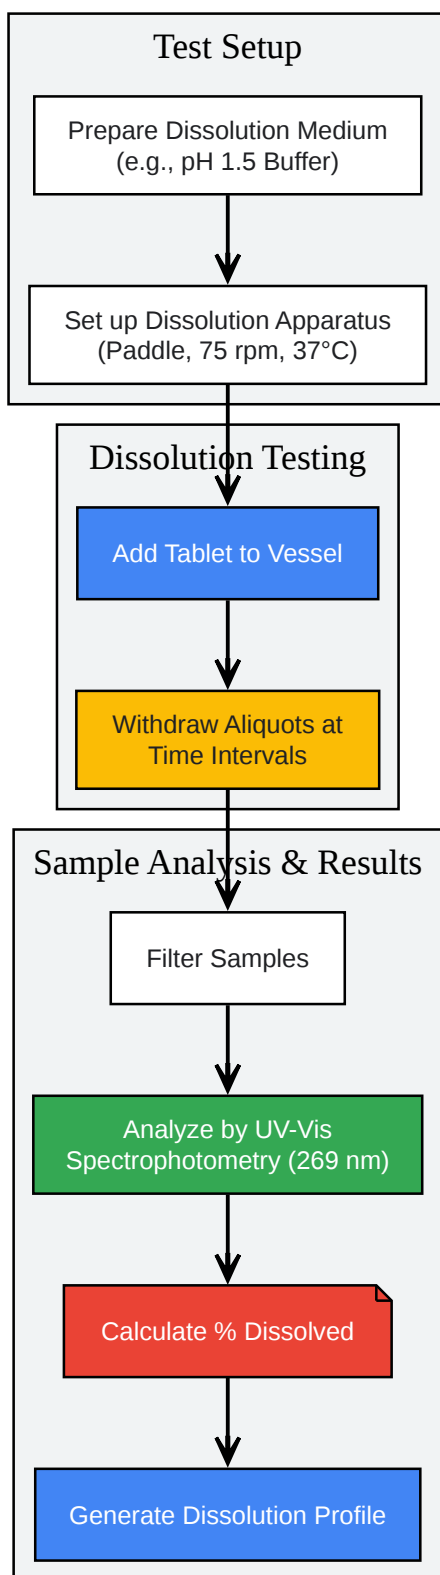 Test Setup
Prepare Dissolution Medium
(e.g., pH 1.5 Buffer)
Set up Dissolution Apparatus
(Paddle, 75 rpm, 37°C)
Dissolution Testing
Add Tablet to Vessel
Withdraw Aliquots at
Time Intervals
Sample Analysis & Results
Filter Samples
Analyze by UV-Vis
Spectrophotometry (269 nm)
Calculate % Dissolved
Generate Dissolution Profile